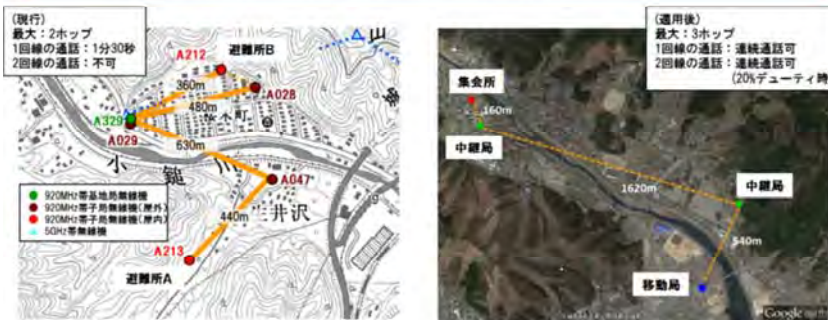 (現行)
最大：2ホップ
1回線の通話：1分30秒
2回線の通話：不可
A212
避難所B
山
360m
A028
480m
A329
A029
木町
630m
小
鎚
川
A047
920MHz帯基地局無線機
920MHz帯子局無線機(屋外)
920MHz帯子局無線機(屋内)
5GHz帯無線機
440m
三井沢
A213
避難所A
(適用後)
最大：3ホップ
1回線の通話：連続通話可
2回線の通話：連続通話可
(20%デューティ時
集会所
160m
中継局
1620m
中継局
540m
移動局
Google